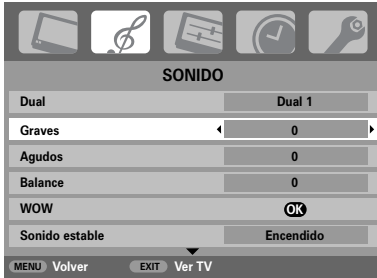 SONIDO
Dual Dual 1
Graves 0
Agudos 0
Balance 0
WOW OK
Sonido estable Encendido
MENU Volver EXIT Ver TV